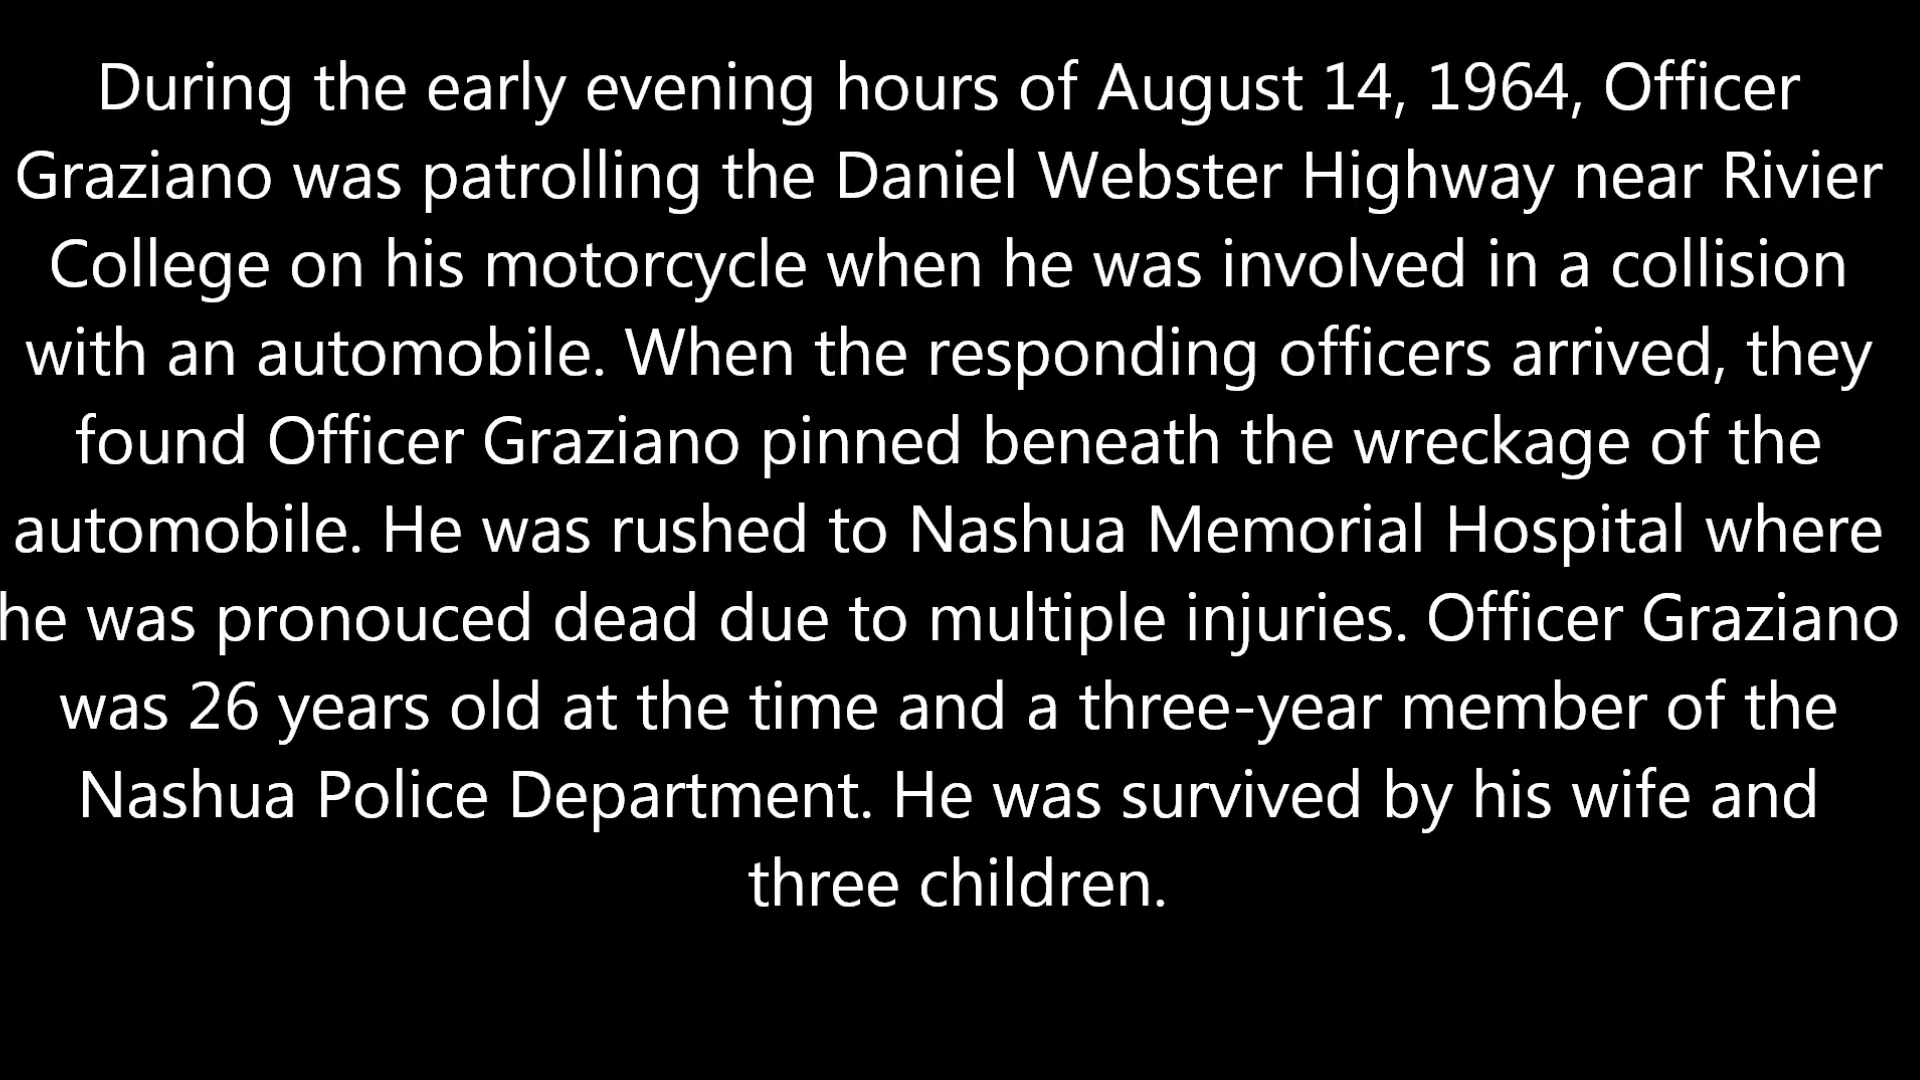 During the early evening hours of August 14, 1964, Officer
Graziano was patrolling the Daniel Webster Highway near Rivier
College on his motorcycle when he was involved in a collision
with an automobile. When the responding officers arrived, they
found Officer Graziano pinned beneath the wreckage of the
automobile. He was rushed to Nashua Memorial Hospital where
he was pronouced dead due to multiple injuries. Officer Graziano
was 26 years old at the time and a three-year member of the
Nashua Police Department. He was survived by his wife and
three children.